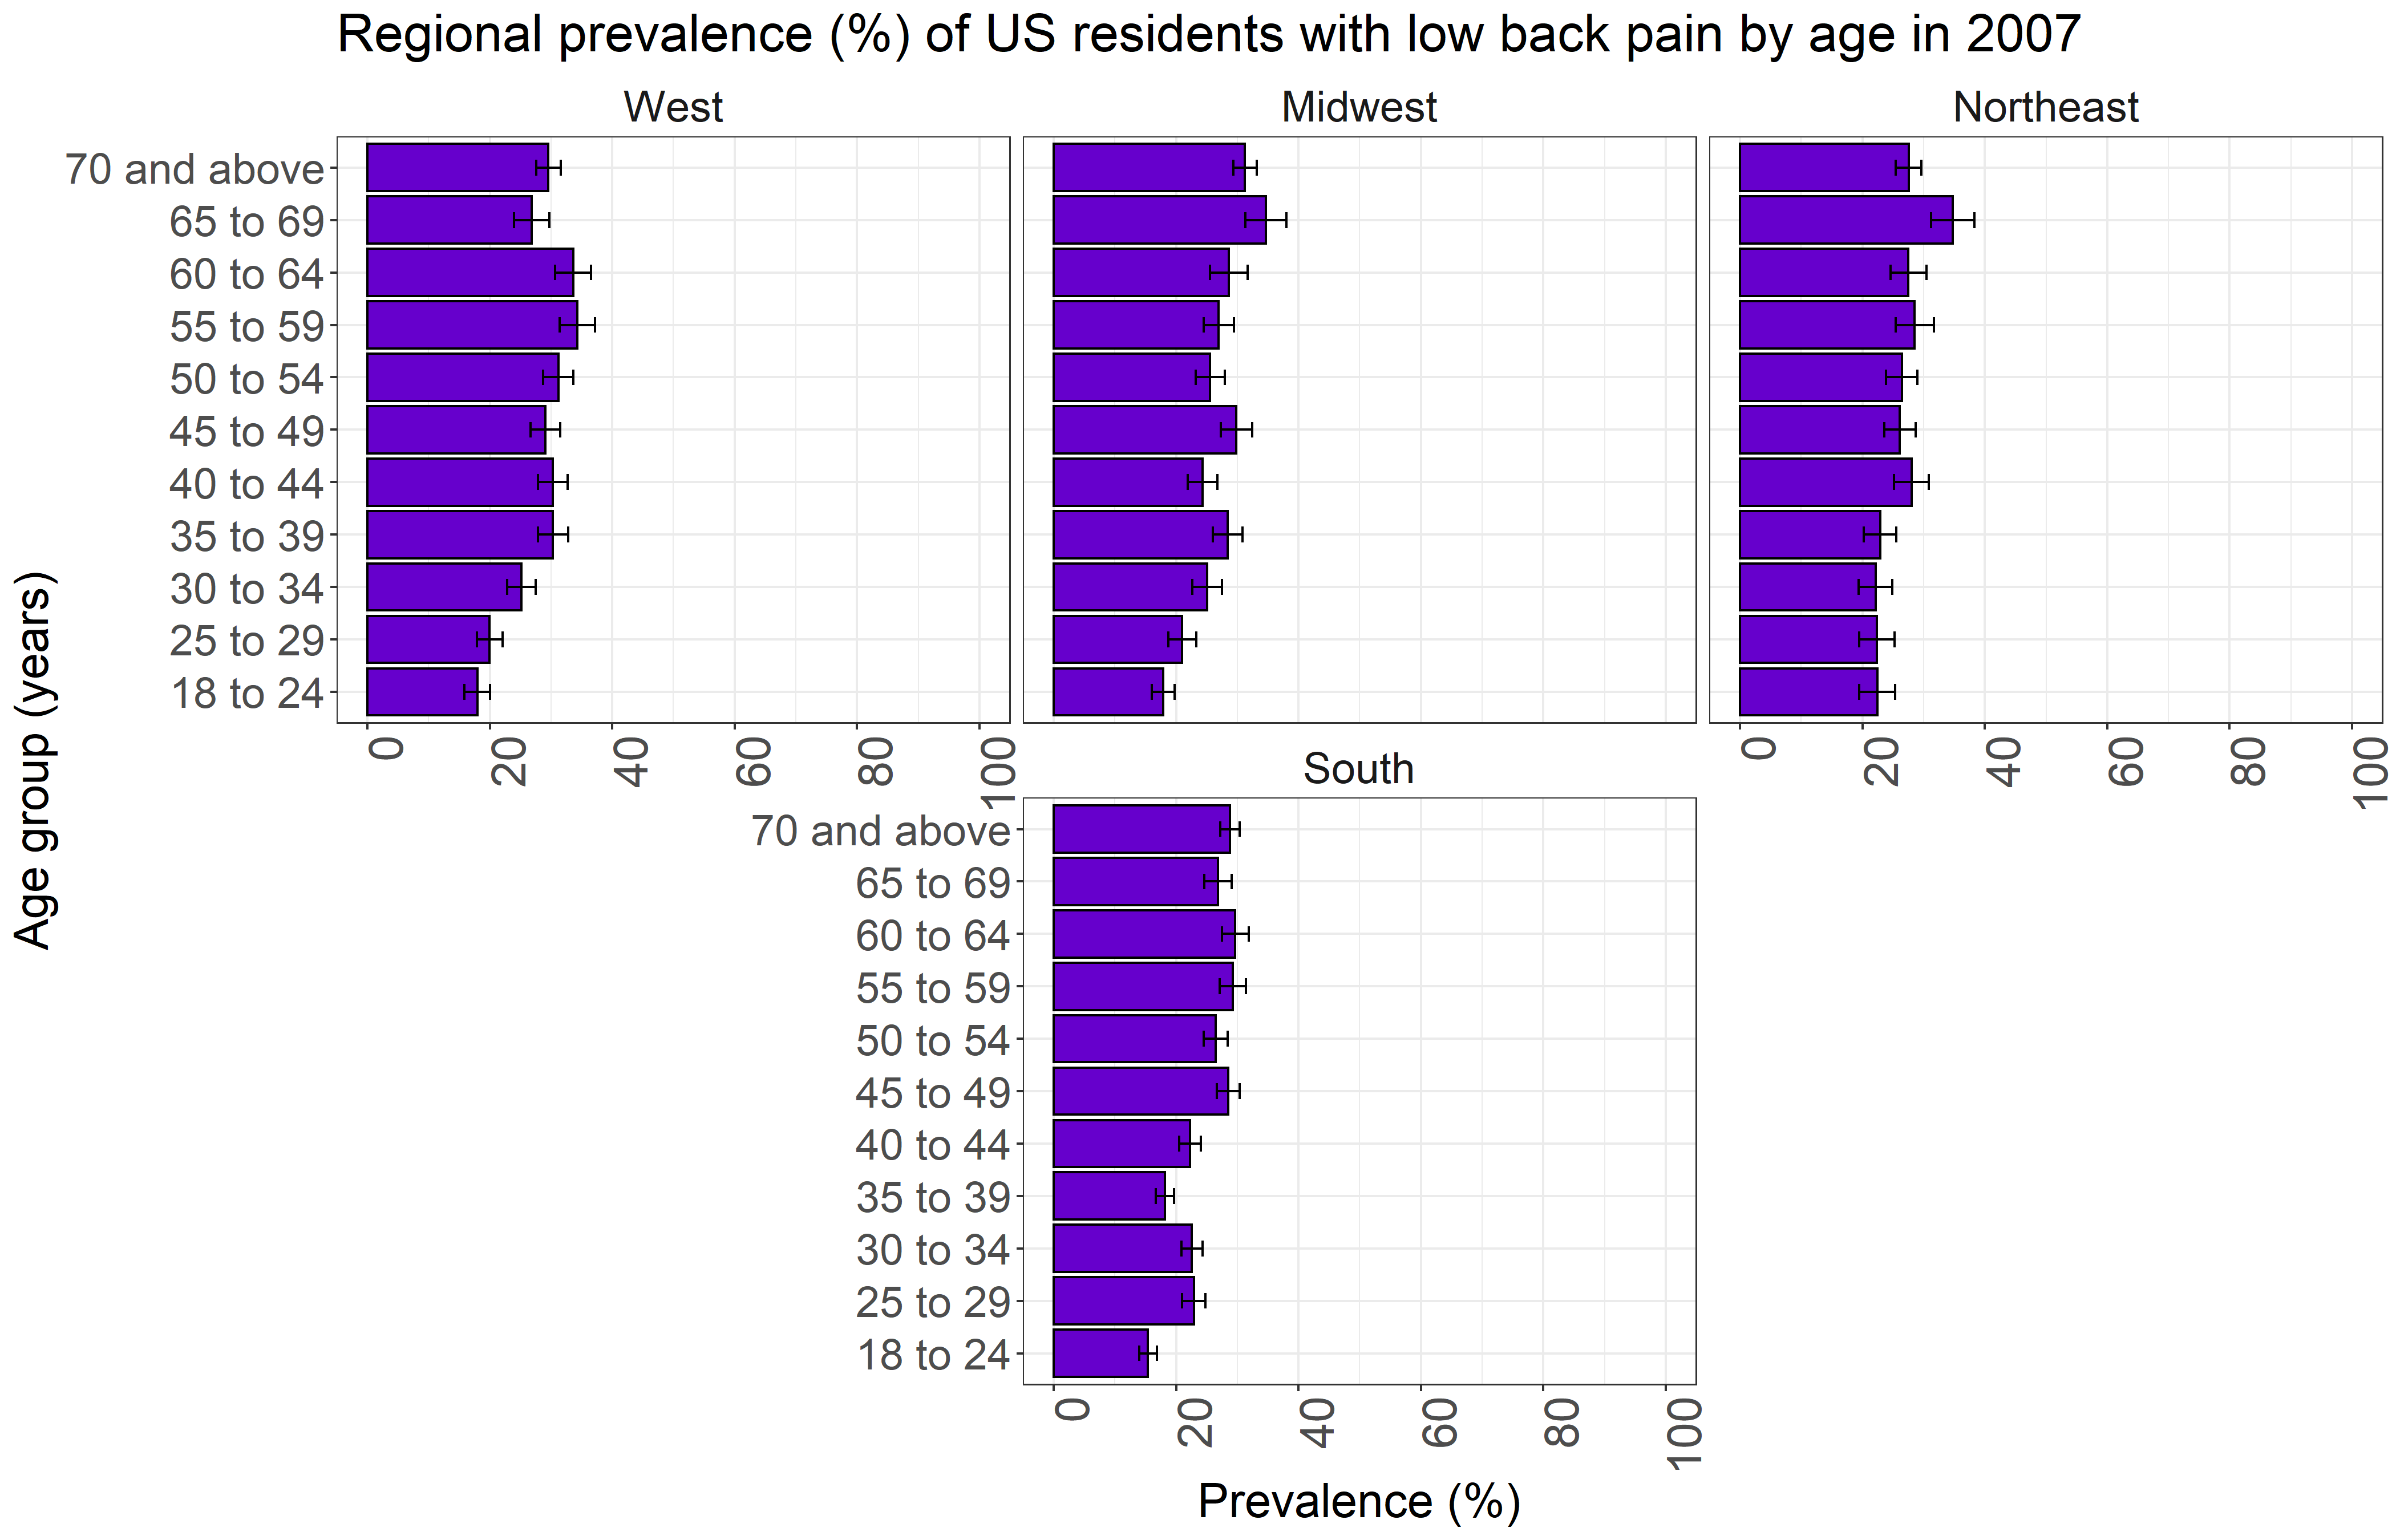 Regional prevalence (%) of US residents with low back pain by age in 2007
West
Midwest
Northeast
70 and above
65 to 69
60 to 64
55 to 59
50 to 54
45 to 49
40 to 44
35 to 39
30 to 34
25 to 29
18 to 24
0 20 40 60 80 100
0 20 40 60 80 100
South
70 and above
65 to 69
60 to 64
55 to 59
50 to 54
45 to 49
40 to 44
35 to 39
30 to 34
25 to 29
18 to 24
0 20 40 60 80 100
Age group (years)
Prevalence (%)